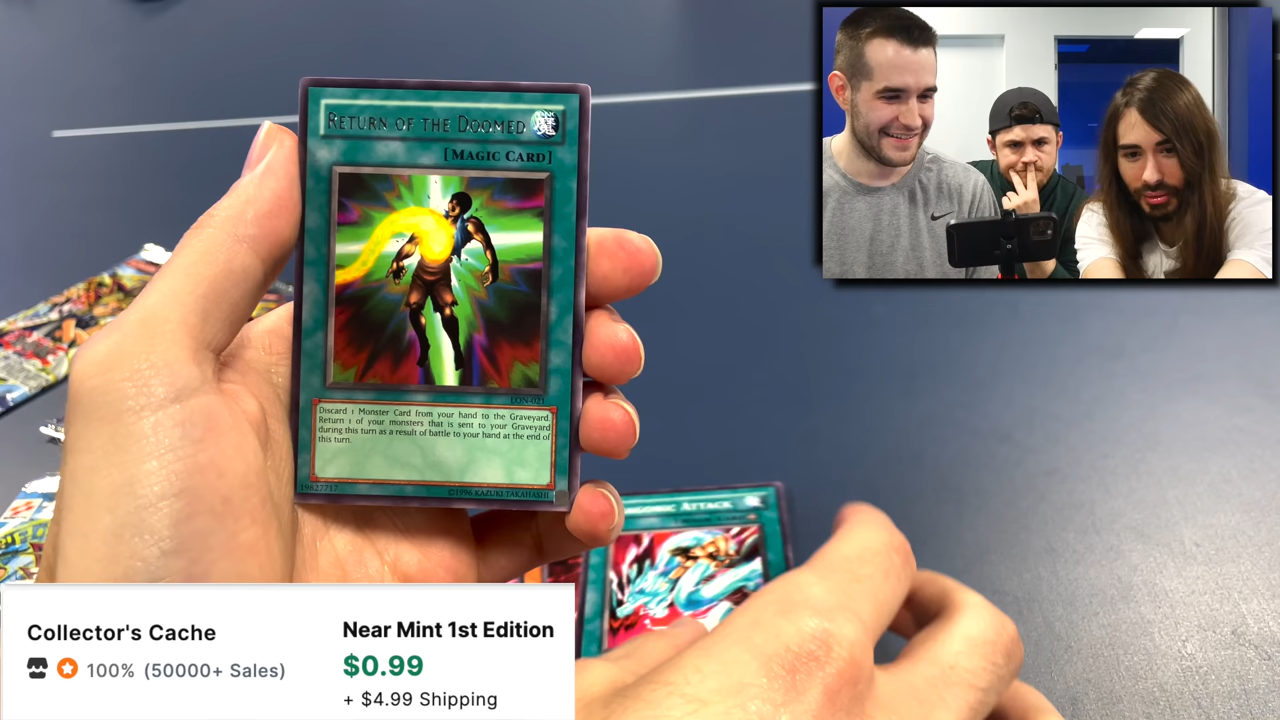 Return of the Doomed
[Magic Card]
LON-021
Discard 1 Monster Card from your hand to the Graveyard.
Return 1 of your monsters that is sent to your Graveyard
during this turn as a result of battle to your hand at the end of
this turn.
19827717
©1996 KAZUKI TAKAHASHI
Attack
Collector's Cache
100% (50000+ Sales)
Near Mint 1st Edition
$0.99
+ $4.99 Shipping